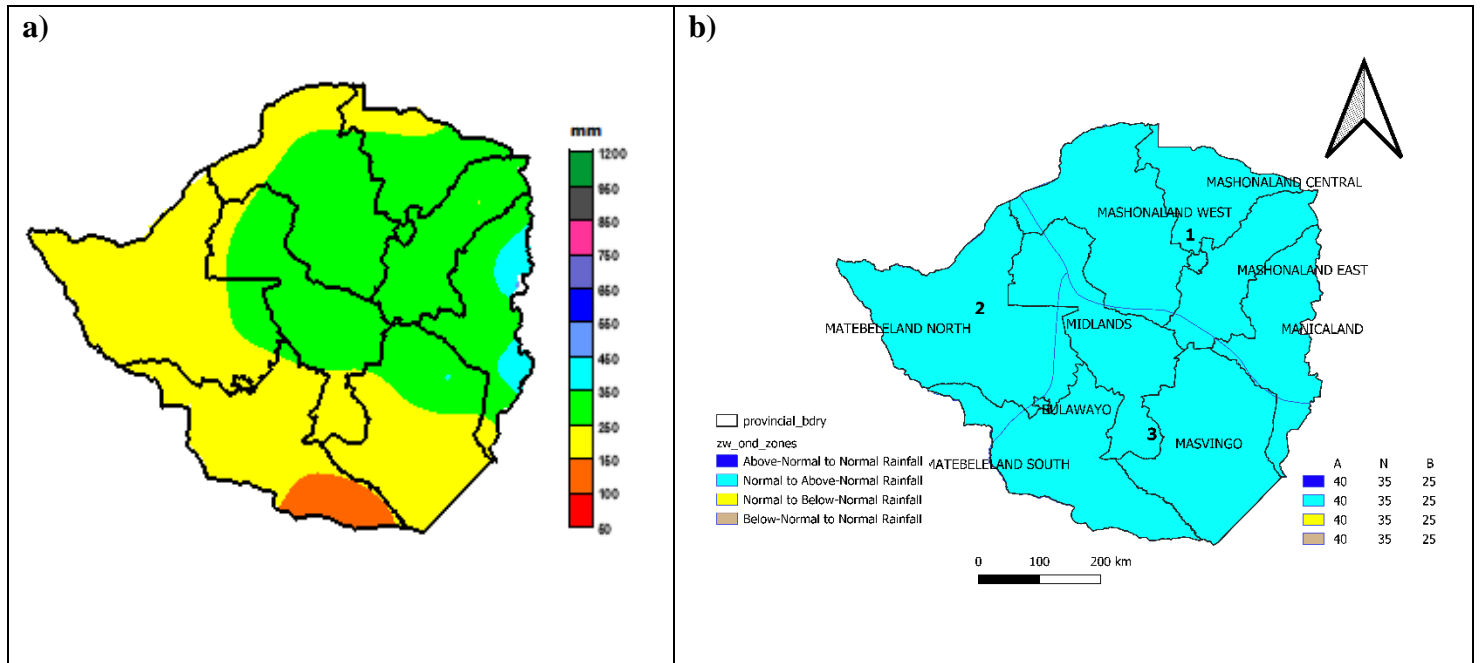 a)
mm
1200
950
850
750
650
550
450
350
250
150
100
50
b)
MASHONALAND CENTRAL
MASHONALAND WEST
1
MASHONALAND EAST
2
MATEBELELAND NORTH
MIDLANDS
MANICALAND
BULAWAYO
3
MASVINGO
MATEBELELAND SOUTH
provincial_bdry
zw_ond_zones
Above-Normal to Normal Rainfall
Normal to Above-Normal Rainfall
Normal to Below-Normal Rainfall
Below-Normal to Normal Rainfall
A N B
40 35 25
40 35 25
40 35 25
40 35 25
0 100 200 km